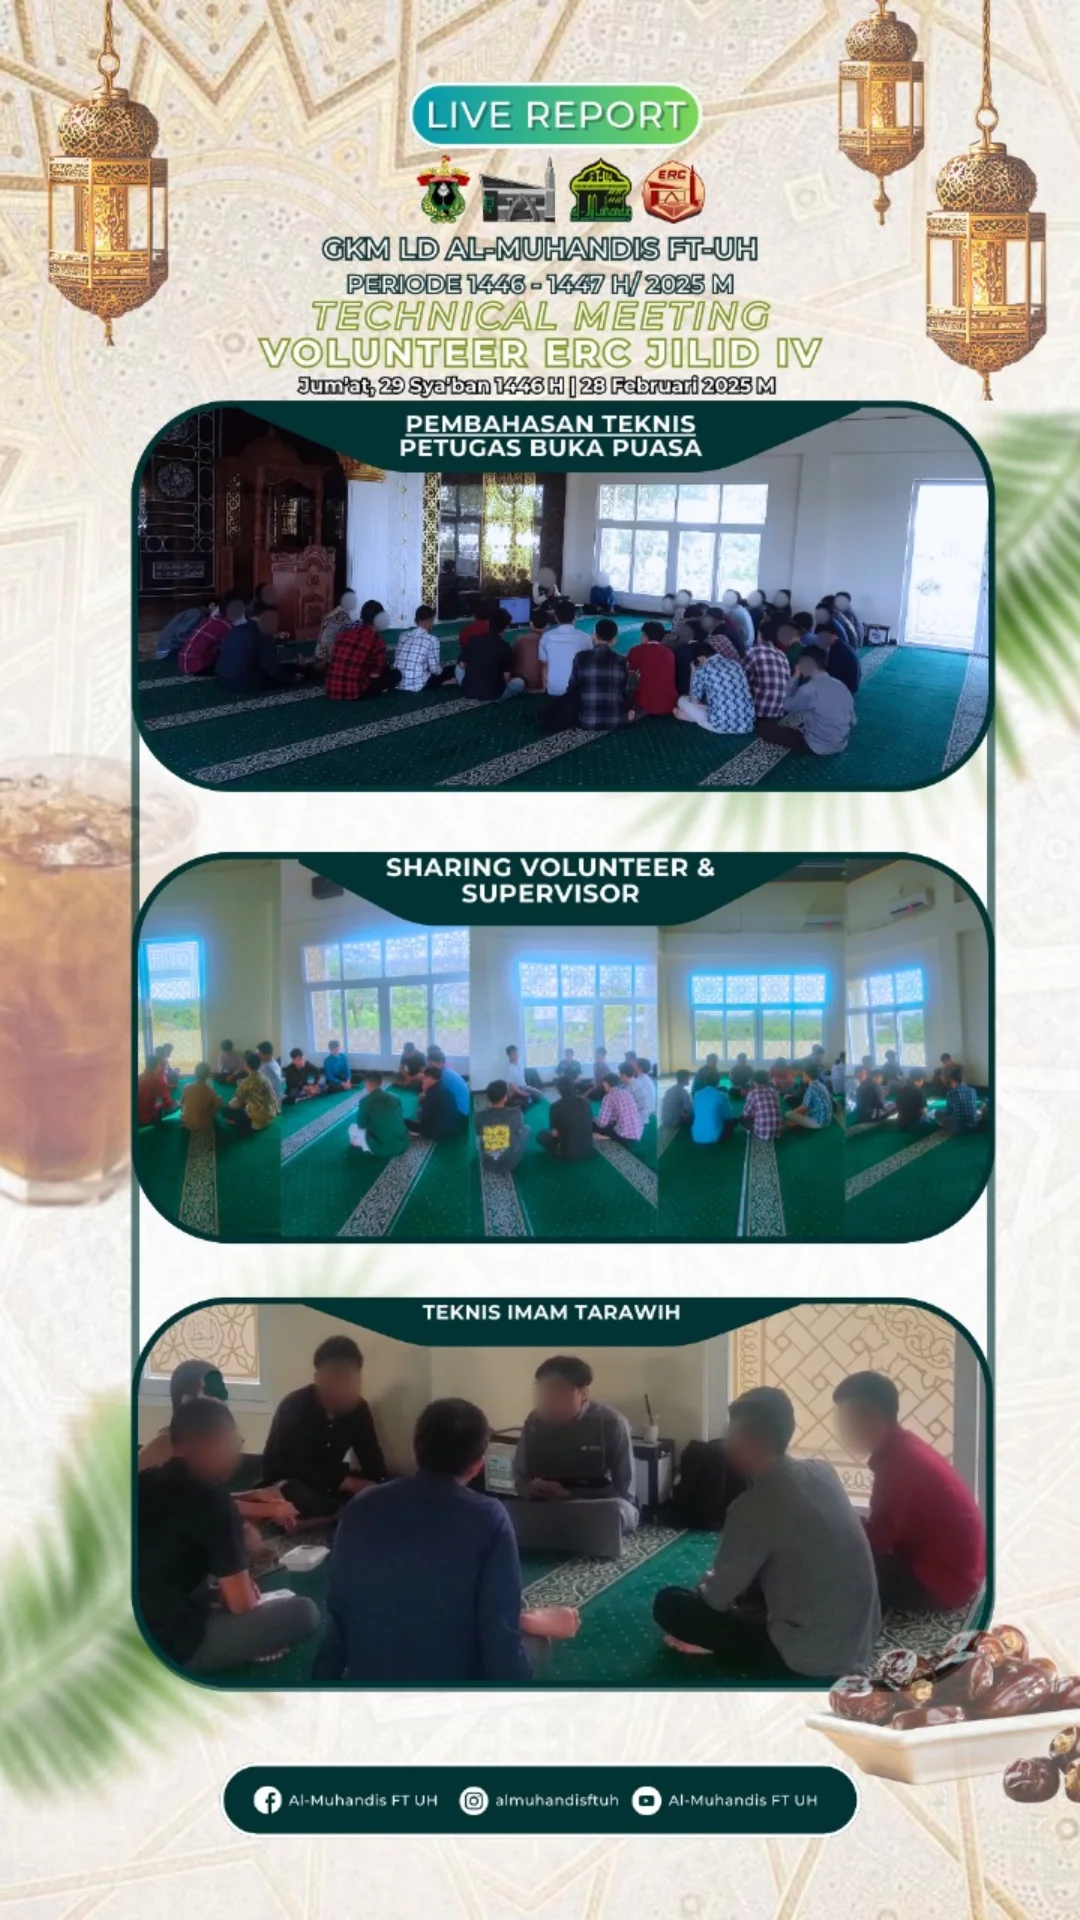 LIVE REPORT
ERC
GKM LD AL-MUHANDIS FT-UH
PERIODE 1446 - 1447 H/ 2025 M
TECHNICAL MEETING
VOLUNTEER ERC JILID IV
Jum'at, 29 Sya'ban 1446 H | 28 Februari 2025 M
PEMBAHASAN TEKNIS
PETUGAS BUKA PUASA
SHARING VOLUNTEER &
SUPERVISOR
TEKNIS IMAM TARAWIH
Al-Muhandis FT UH almuhandisftuh Al-Muhandis FT UH